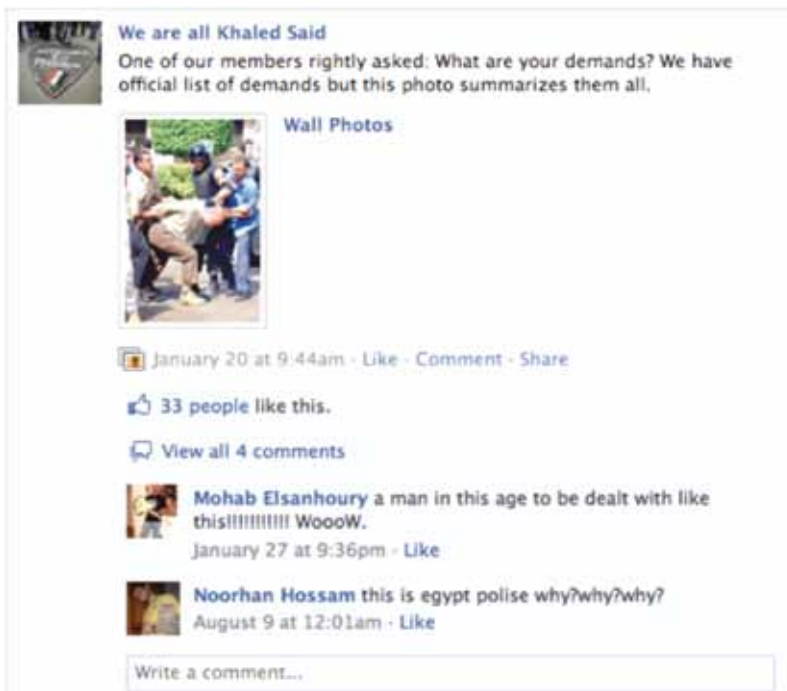 We are all Khaled Said
One of our members rightly asked: What are your demands? We have
official list of demands but this photo summarizes them all.
Wall Photos
January 20 at 9:44am · Like · Comment · Share
33 people like this.
View all 4 comments
Mohab Elsanhoury a man in this age to be dealt with like
this!!!!!!!!!!! WoooW.
January 27 at 9:36pm · Like
Noorhan Hossam this is egypt polise why?why?why?
August 9 at 12:01am · Like
Write a comment...